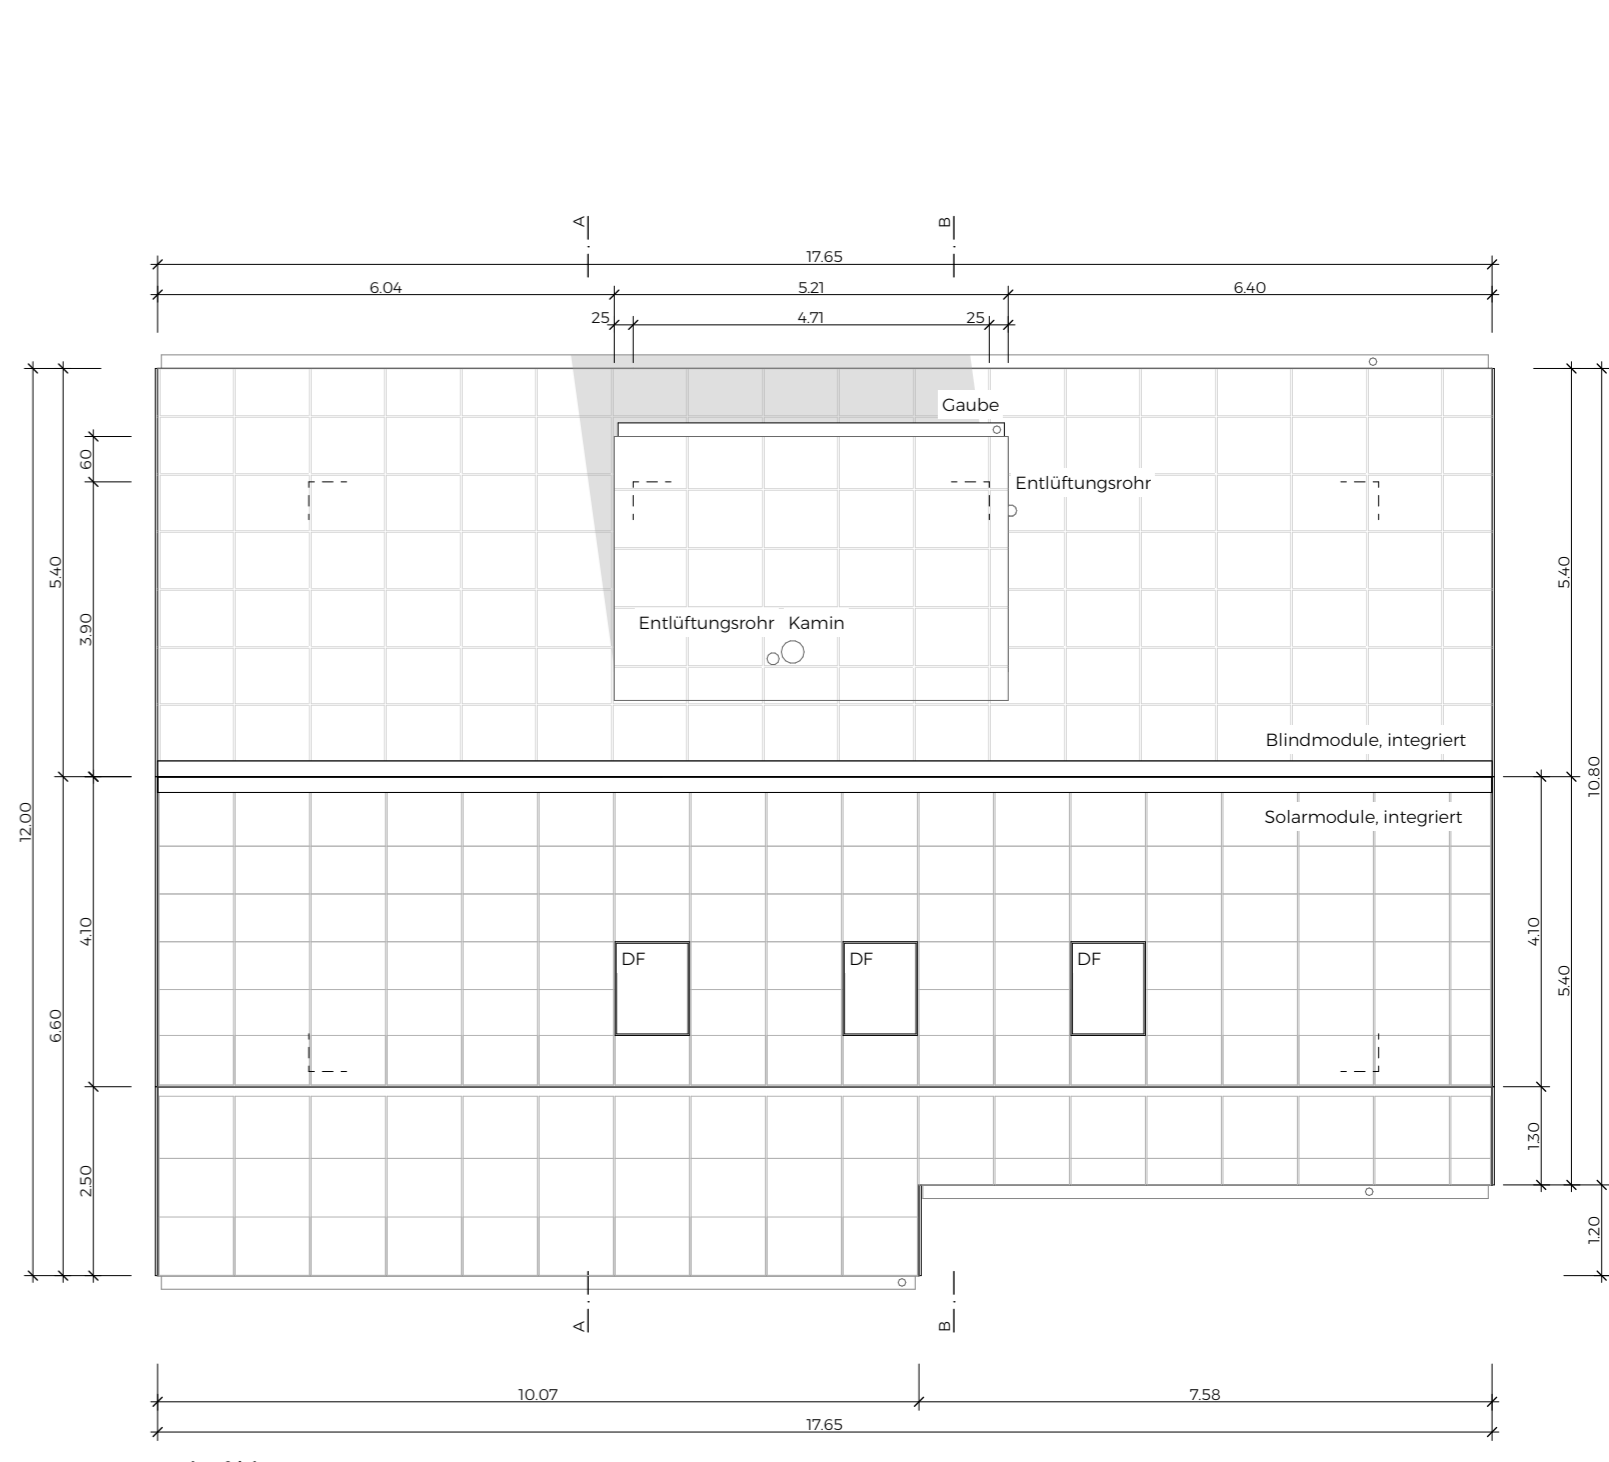 A
B
17.65
6.04
5.21
6.40
25
4.71
25
Gaube
60
Entlüftungsrohr
5.40
5.40
3.90
Entlüftungsrohr
Kamin
Blindmodule, integriert
10.80
Solarmodule, integriert
12.00
4.10
4.10
DF
DF
DF
5.40
6.60
1.30
2.50
1.20
A
B
10.07
7.58
17.65